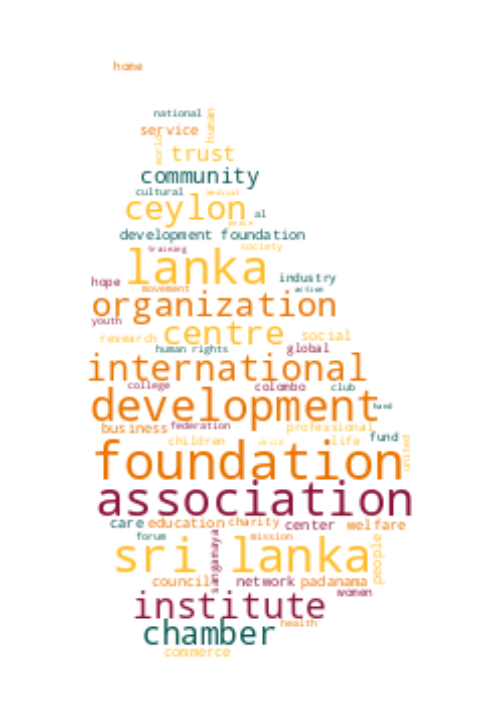 home
national
human
service
world
trust
community
cultural
medical
ceylon
al
peace
development foundation
training
society
lanka
hope
industry
movement
action
organization
youth
centre
research
social
human rights
global
international
college
colombo
club
development
hand
business
federation
professional
children
child
life
fund
united
foundation
association
care
education
charity
center
welfare
forum
sangamaya
mission
people
sri lanka
council
network
padanama
women
institute
health
chamber
commerce